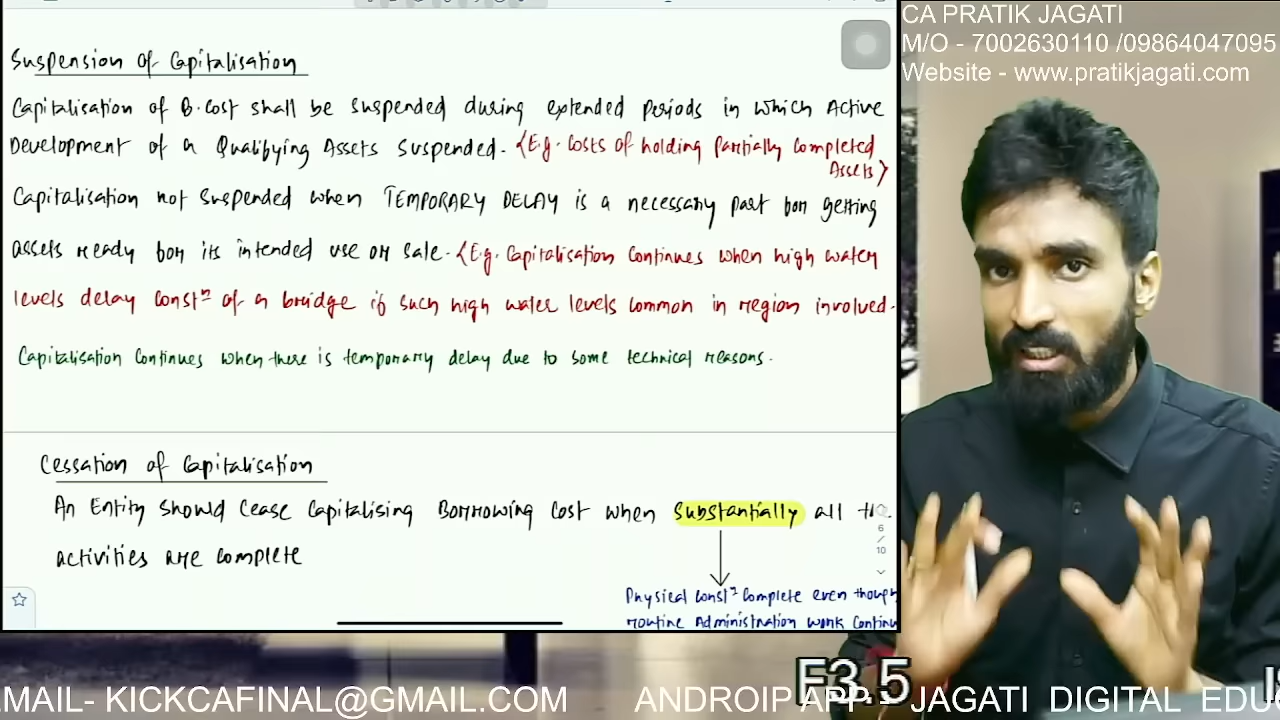 CA PRATIK JAGATI
M/O - 7002630110 /09864047095
Website - www.pratikjagati.com
Suspension of Capitalisation
Capitalisation of B.Cost shall be suspended during extended periods in which Active
Development of a Qualifying Assets suspended. (E.g. Costs of holding partially completed
Assets)
Capitalisation not suspended when TEMPORARY DELAY is a necessary part for getting
assets ready for its intended use or sale. (E.g. Capitalisation continues when high water
levels delay constⁿ of a bridge if such high water levels common in region involved.
Capitalisation continues when there is temporary delay due to some technical reasons.
Cessation of Capitalisation
An Entity should cease Capitalising Borrowing Cost when Substantially all
activities are complete
6
/
10
Physical constⁿ complete even though
routine Administration work
F3.5
MAIL- KICKCAFINAL@GMAIL.COM ANDROIP APP - JAGATI DIGITAL EDU